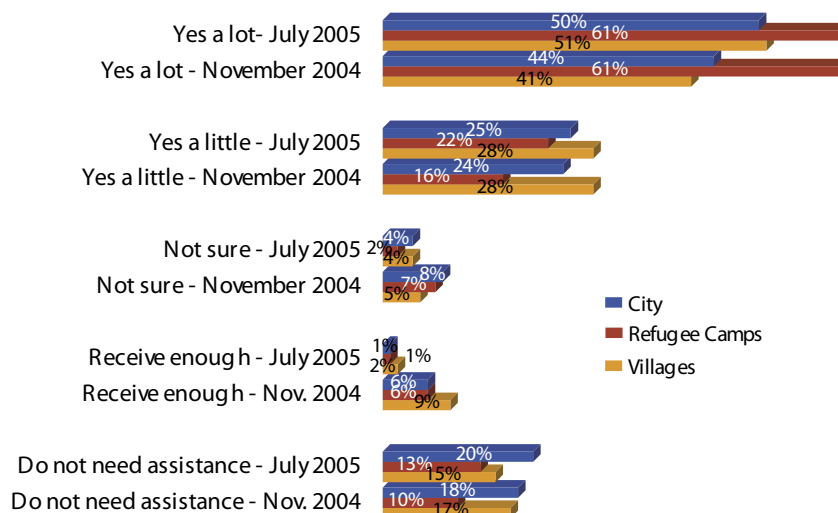 50%
Yes a lot- July 2005 61%
51%
44%
Yes a lot - November 2004 61%
41%
25%
Yes a little - July 2005 22%
28%
24%
Yes a little - November 2004 16%
28%
4%
Not sure - July 2005 2%
4%
8%
Not sure - November 2004 7%
5%
City
Refugee Camps
Villages
1%
Receive enough - July 2005 1%
2%
6%
Receive enough - Nov. 2004 6%
9%
20%
Do not need assistance - July 2005 13%
15%
18%
Do not need assistance - Nov. 2004 10%
17%